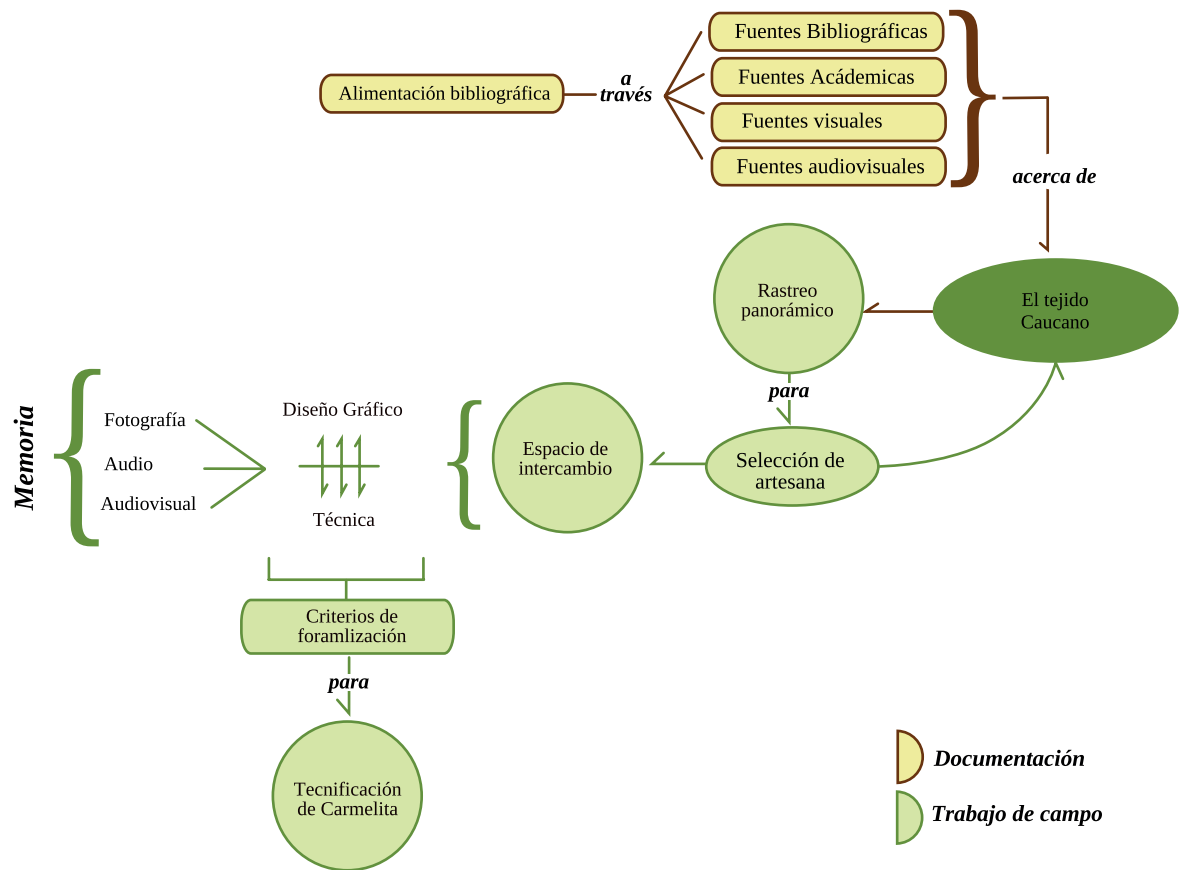 Fuentes Bibliográficas
Fuentes Acádemicas
Fuentes visuales
Fuentes audiovisuales
Alimentación bibliográfica
a
través
acerca de
El tejido
Caucano
Rastreo
panorámico
para
Selección de
artesana
Espacio de
intercambio
Diseño Gráfico
Técnica
Fotografía
Audio
Audiovisual
Memoria
Criterios de
foramlización
para
Tecnificación
de Carmelita
Documentación
Trabajo de campo